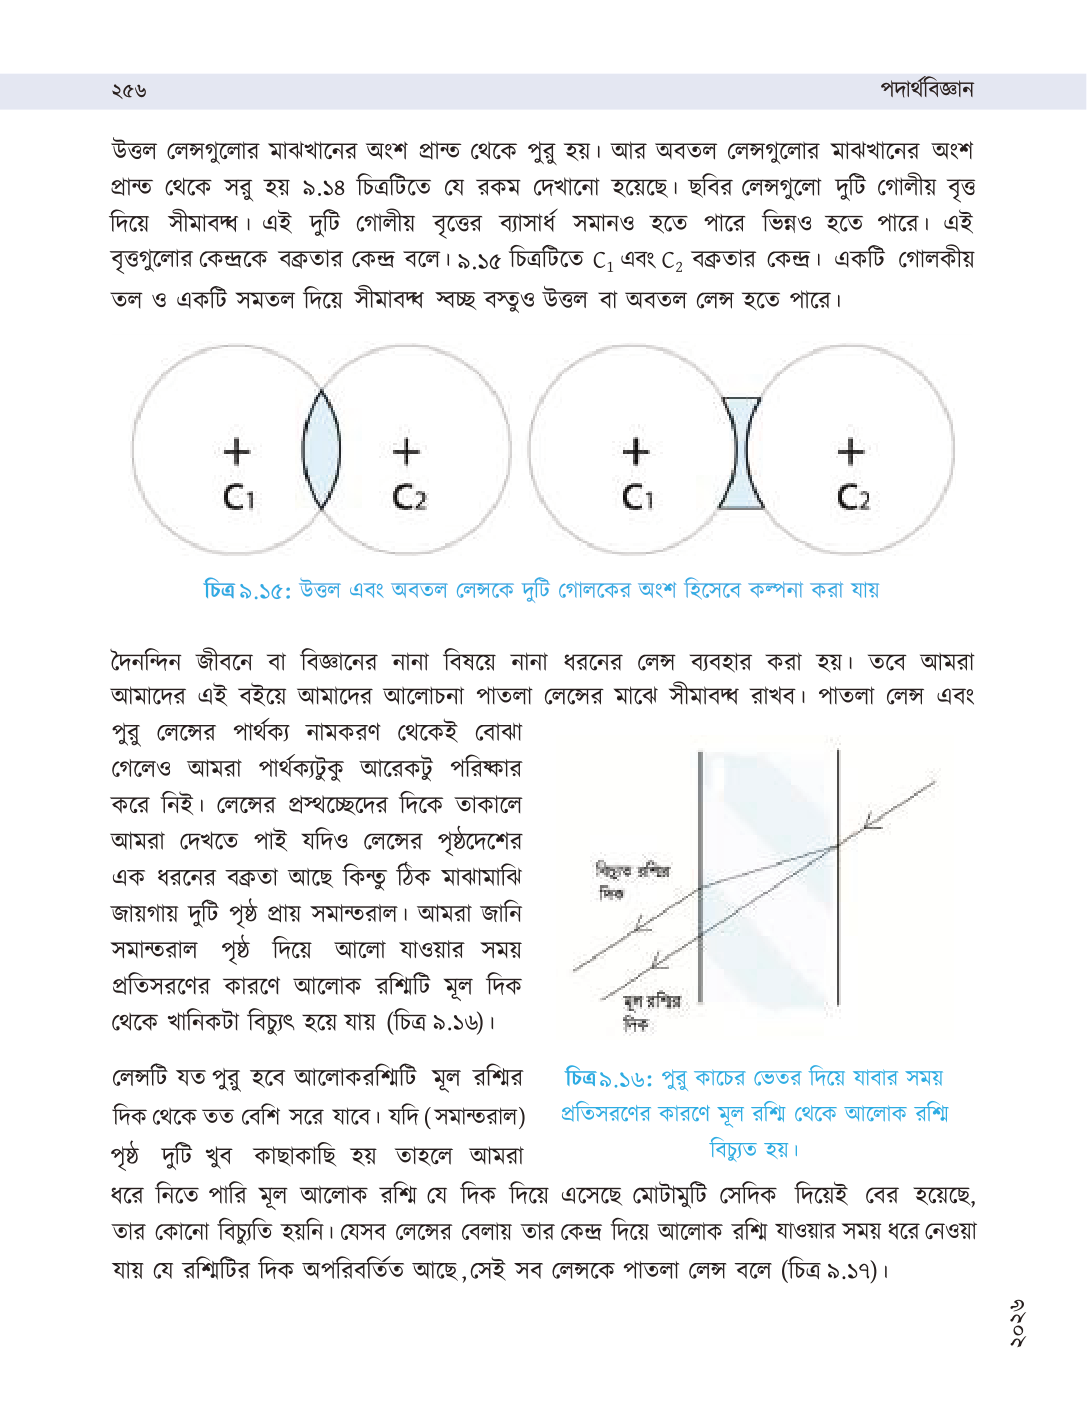 ২৫৬
পদার্থবিজ্ঞান
উত্তল লেন্সগুলোর মাঝখানের অংশ প্রান্ত থেকে পুরু হয়। আর অবতল লেন্সগুলোর মাঝখানের অংশ
প্রান্ত থেকে সরু হয় ৯.১৪ চিত্রটিতে যে রকম দেখানো হয়েছে। ছবির লেন্সগুলো দুটি গোলীয় বৃত্ত
দিয়ে সীমাবদ্ধ। এই দুটি গোলীয় বৃত্তের ব্যাসার্ধ সমানও হতে পারে ভিন্নও হতে পারে। এই
বৃত্তগুলোর কেন্দ্রকে বক্রতার কেন্দ্র বলে। ৯.১৫ চিত্রটিতে C₁ এবং C₂ বক্রতার কেন্দ্র। একটি গোলকীয়
তল ও একটি সমতল দিয়ে সীমাবদ্ধ স্বচ্ছ বস্তুও উত্তল বা অবতল লেন্স হতে পারে।
C1
C2
C1
C2
চিত্র ৯.১৫: উত্তল এবং অবতল লেন্সকে দুটি গোলকের অংশ হিসেবে কল্পনা করা যায়
দৈনন্দিন জীবনে বা বিজ্ঞানের নানা বিষয়ে নানা ধরনের লেন্স ব্যবহার করা হয়। তবে আমরা
আমাদের এই বইয়ে আমাদের আলোচনা পাতলা লেন্সের মাঝে সীমাবদ্ধ রাখব। পাতলা লেন্স এবং
পুরু লেন্সের পার্থক্য নামকরণ থেকেই বোঝা
গেলেও আমরা পার্থক্যটুকু আরেকটু পরিষ্কার
করে নিই। লেন্সের প্রস্থচ্ছেদের দিকে তাকালে
আমরা দেখতে পাই যদিও লেন্সের পৃষ্ঠদেশের
এক ধরনের বক্রতা আছে কিন্তু ঠিক মাঝামাঝি
জায়গায় দুটি পৃষ্ঠ প্রায় সমান্তরাল। আমরা জানি
সমান্তরাল পৃষ্ঠ দিয়ে আলো যাওয়ার সময়
প্রতিসরণের কারণে আলোক রশ্মিটি মূল দিক
থেকে খানিকটা বিচ্যুৎ হয়ে যায় (চিত্র ৯.১৬)।
বিচ্যুত রশ্মির
দিক
মূল রশ্মির
দিক
চিত্র৯.১৬: পুরু কাচের ভেতর দিয়ে যাবার সময়
প্রতিসরণের কারণে মূল রশ্মি থেকে আলোক রশ্মি
বিচ্যুত হয়।
লেন্সটি যত পুরু হবে আলোকরশ্মিটি মূল রশ্মির
দিক থেকে তত বেশি সরে যাবে। যদি (সমান্তরাল)
পৃষ্ঠ দুটি খুব কাছাকাছি হয় তাহলে আমরা
ধরে নিতে পারি মূল আলোক রশ্মি যে দিক দিয়ে এসেছে মোটামুটি সেদিক দিয়েই বের হয়েছে,
তার কোনো বিচ্যুতি হয়নি। যেসব লেন্সের বেলায় তার কেন্দ্র দিয়ে আলোক রশ্মি যাওয়ার সময় ধরে নেওয়া
যায় যে রশ্মিটির দিক অপরিবর্তিত আছে,সেই সব লেন্সকে পাতলা লেন্স বলে (চিত্র ৯.১৭)।
২০২৬